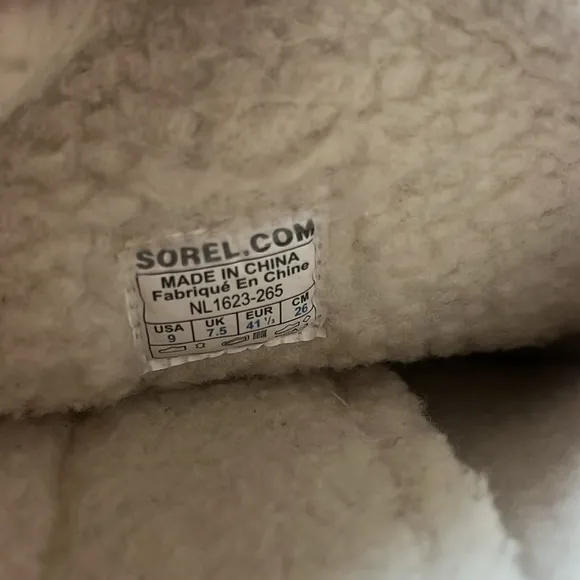 SOREL.COM
MADE IN CHINA
Fabriqué En Chine
NL1623-265
USA UK EUR CM
9 7.5 41 1/3 26